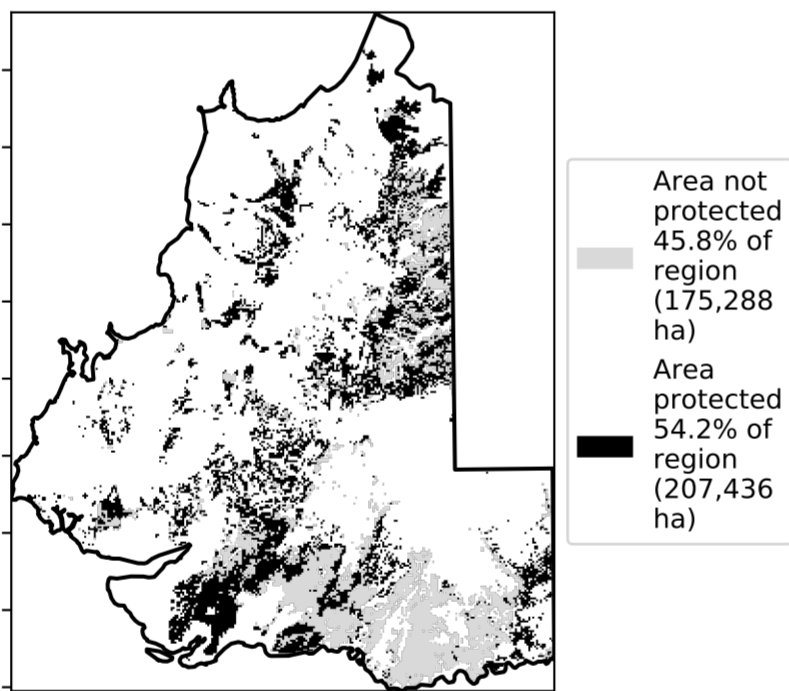 Area not
protected
45.8% of
region
(175,288
ha)
Area
protected
54.2% of
region
(207,436
ha)